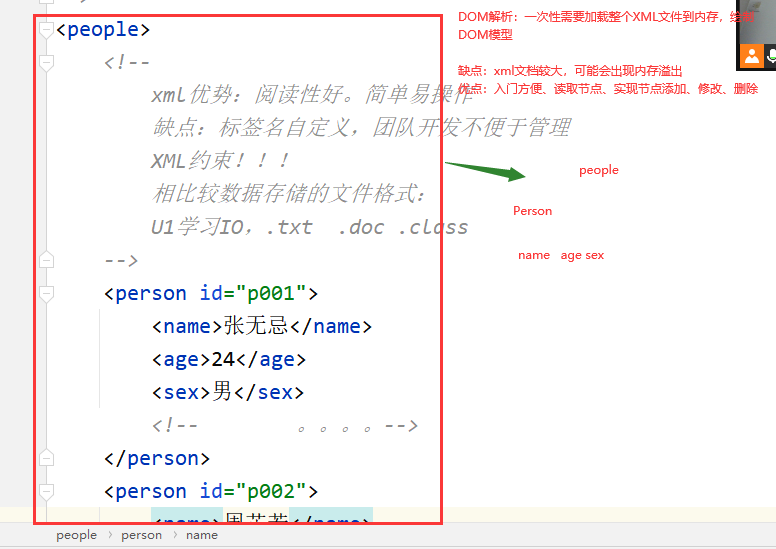 <people>
<!--
xml优势：阅读性好。简单易操作
缺点：标签名自定义，团队开发不便于管理
XML约束！！！
相比较数据存储的文件格式：
U1学习IO，.txt .doc .class
-->
<person id="p001">
<name>张无忌</name>
<age>24</age>
<sex>男</sex>
<!-- 。。。。-->
</person>
<person id="p002">
<name>周芷若</name>
people > person > name
DOM解析：一次性需要加载整个XML文件到内存，
DOM模型
缺点：xml文档较大，可能会出现内存溢出
优点：入门方便、读取节点、实现节点添加、修改、删除
people
Person
name age sex